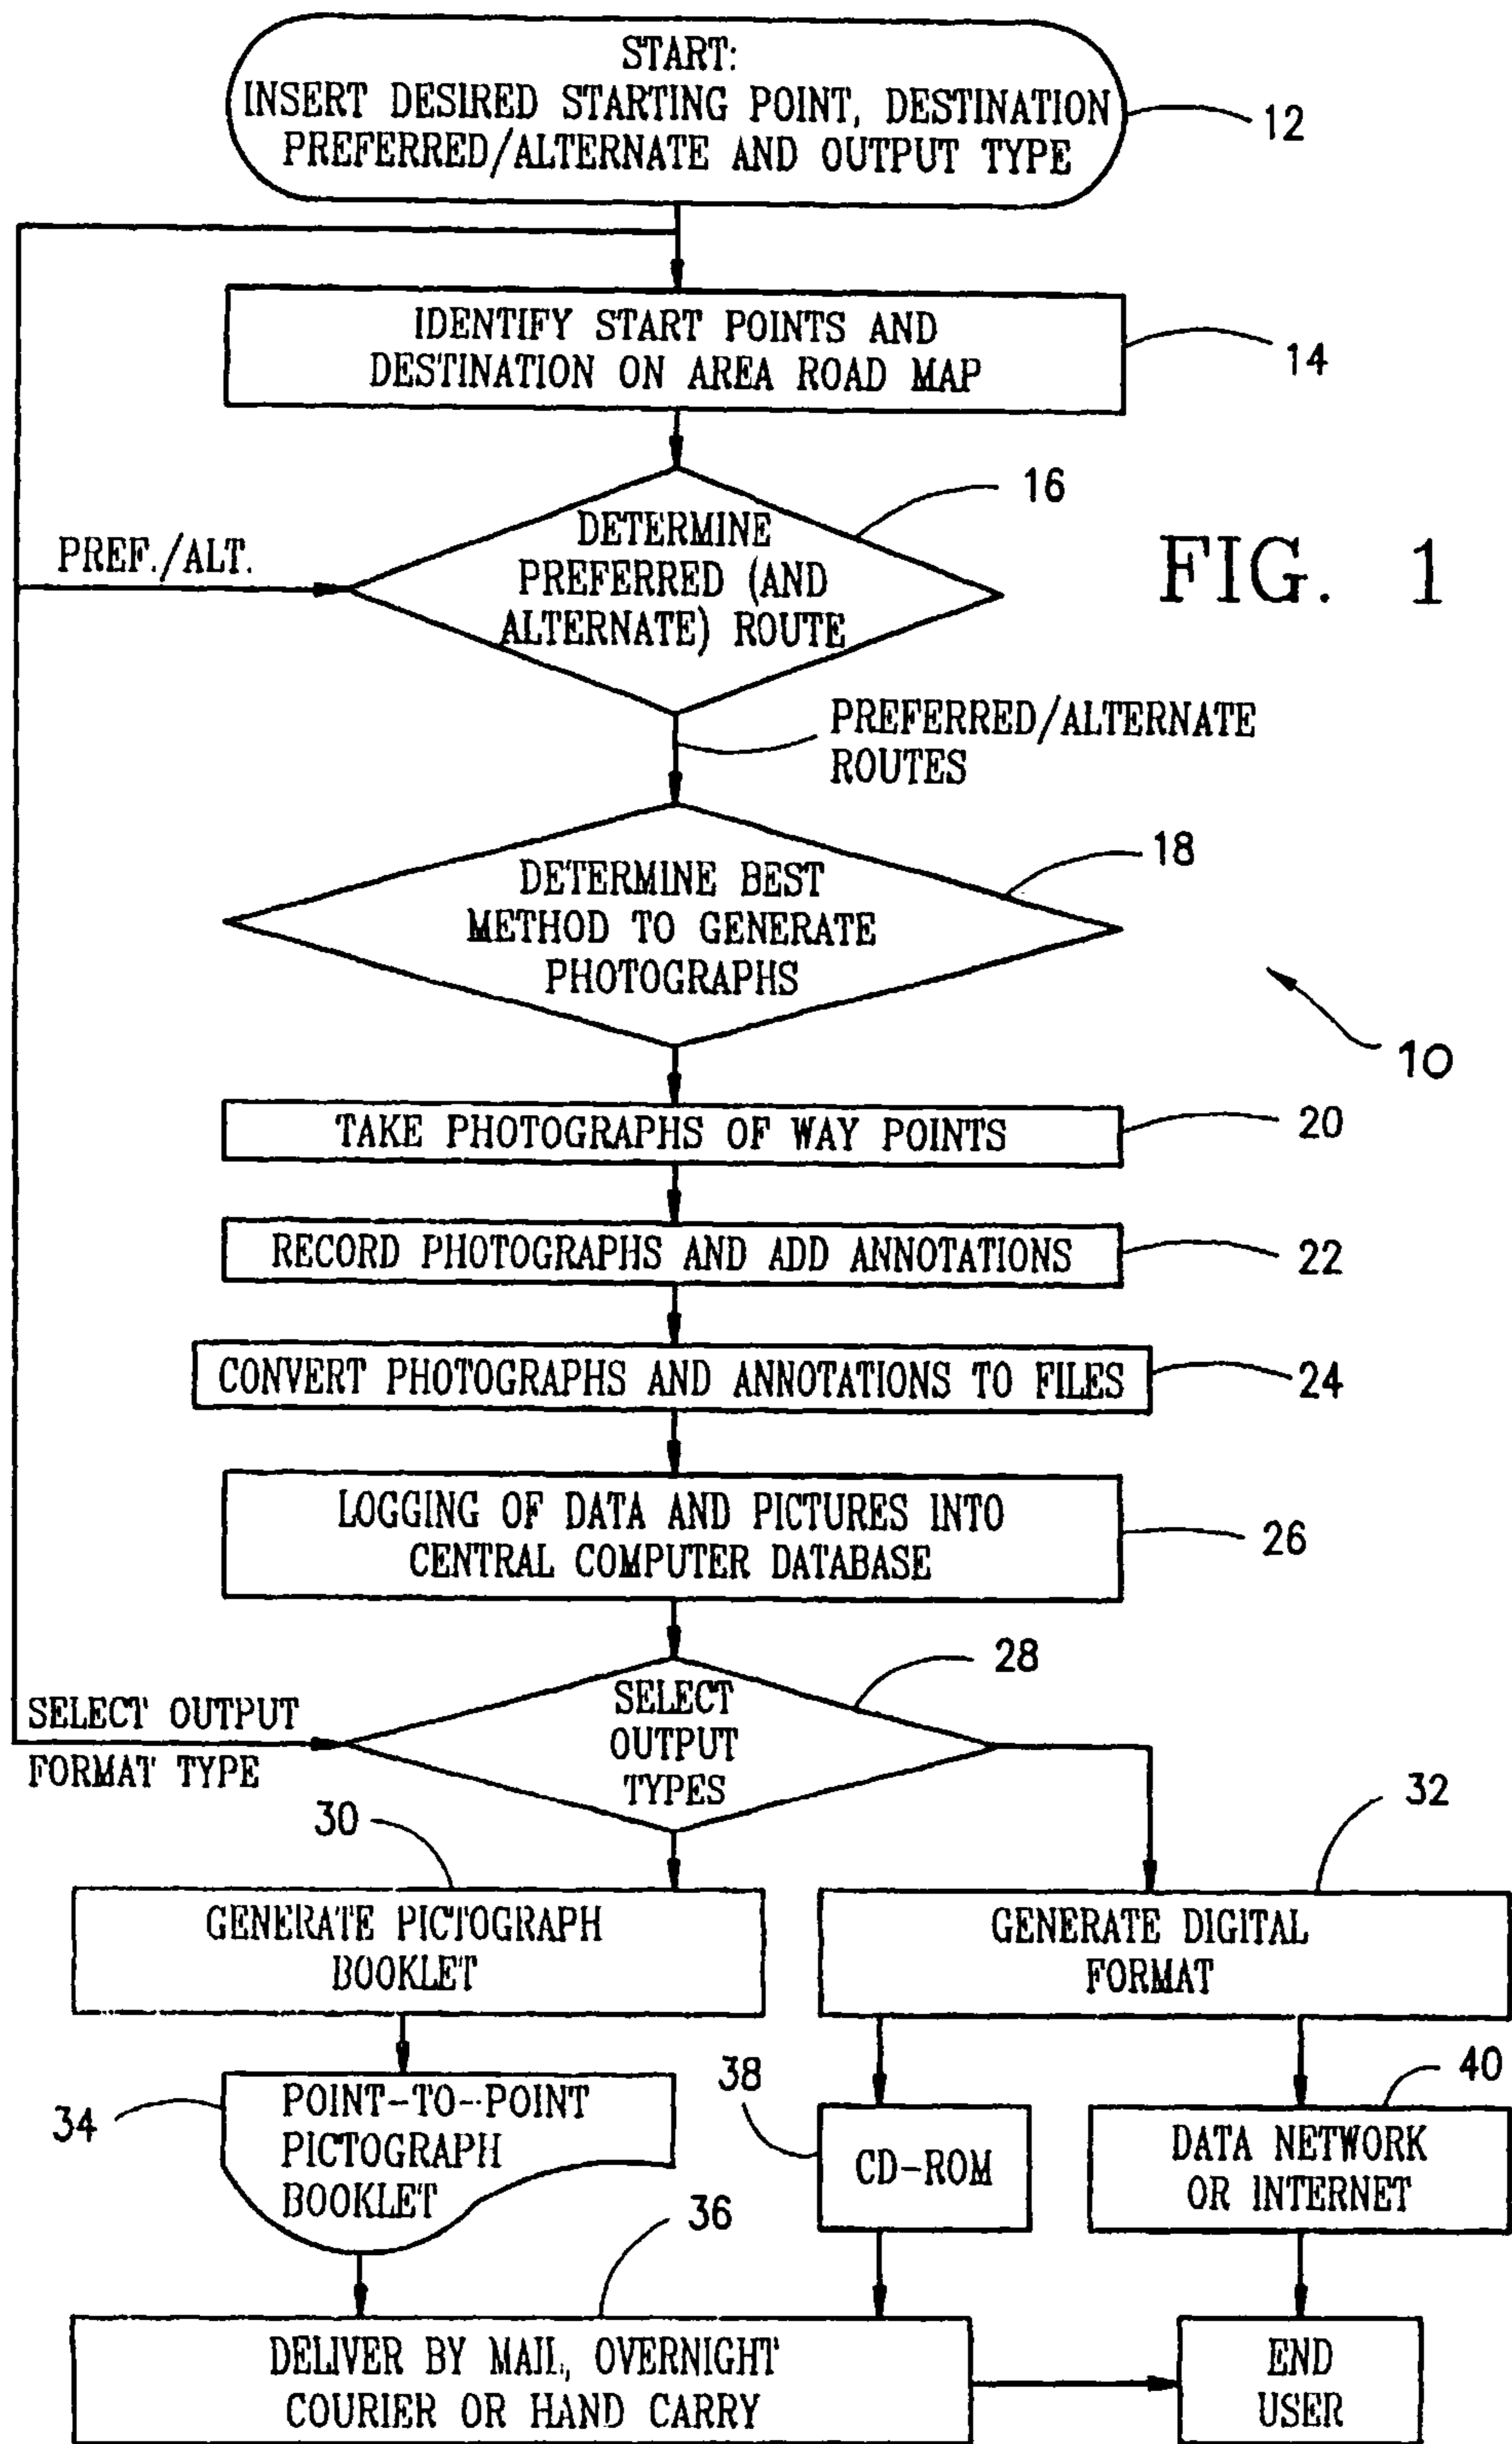 START:
INSERT DESIRED STARTING POINT, DESTINATION
PREFERRED/ALTERNATE AND OUTPUT TYPE
12
IDENTIFY START POINTS AND
DESTINATION ON AREA ROAD MAP
14
16
DETERMINE
PREFERRED (AND
ALTERNATE) ROUTE
PREF./ALT.
FIG. 1
PREFERRED/ALTERNATE
ROUTES
18
DETERMINE BEST
METHOD TO GENERATE
PHOTOGRAPHS
10
TAKE PHOTOGRAPHS OF WAY POINTS
20
RECORD PHOTOGRAPHS AND ADD ANNOTATIONS
22
CONVERT PHOTOGRAPHS AND ANNOTATIONS TO FILES
24
LOGGING OF DATA AND PICTURES INTO
CENTRAL COMPUTER DATABASE
26
28
SELECT
OUTPUT
TYPES
SELECT OUTPUT
FORMAT TYPE
30
32
GENERATE PICTOGRAPH
BOOKLET
GENERATE DIGITAL
FORMAT
34
POINT-TO-POINT
PICTOGRAPH
BOOKLET
38
CD-ROM
40
DATA NETWORK
OR INTERNET
36
DELIVER BY MAIL, OVERNIGHT
COURIER OR HAND CARRY
END
USER